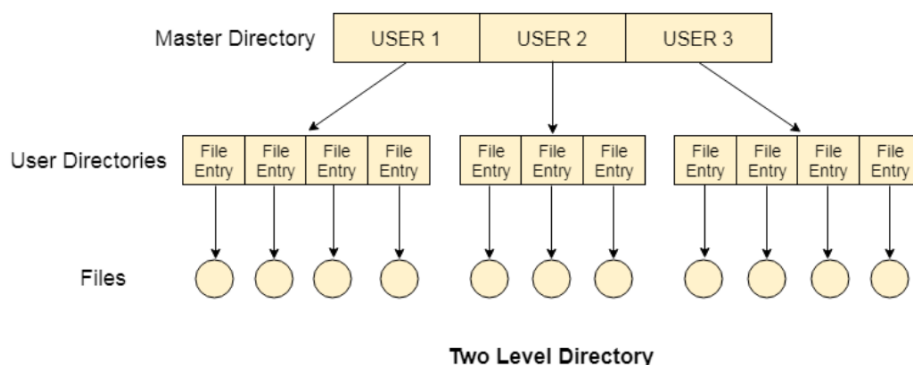 Master Directory USER 1 USER 2 USER 3
User Directories
File Entry File Entry File Entry File Entry
File Entry File Entry File Entry
File Entry File Entry File Entry File Entry
Files
Two Level Directory